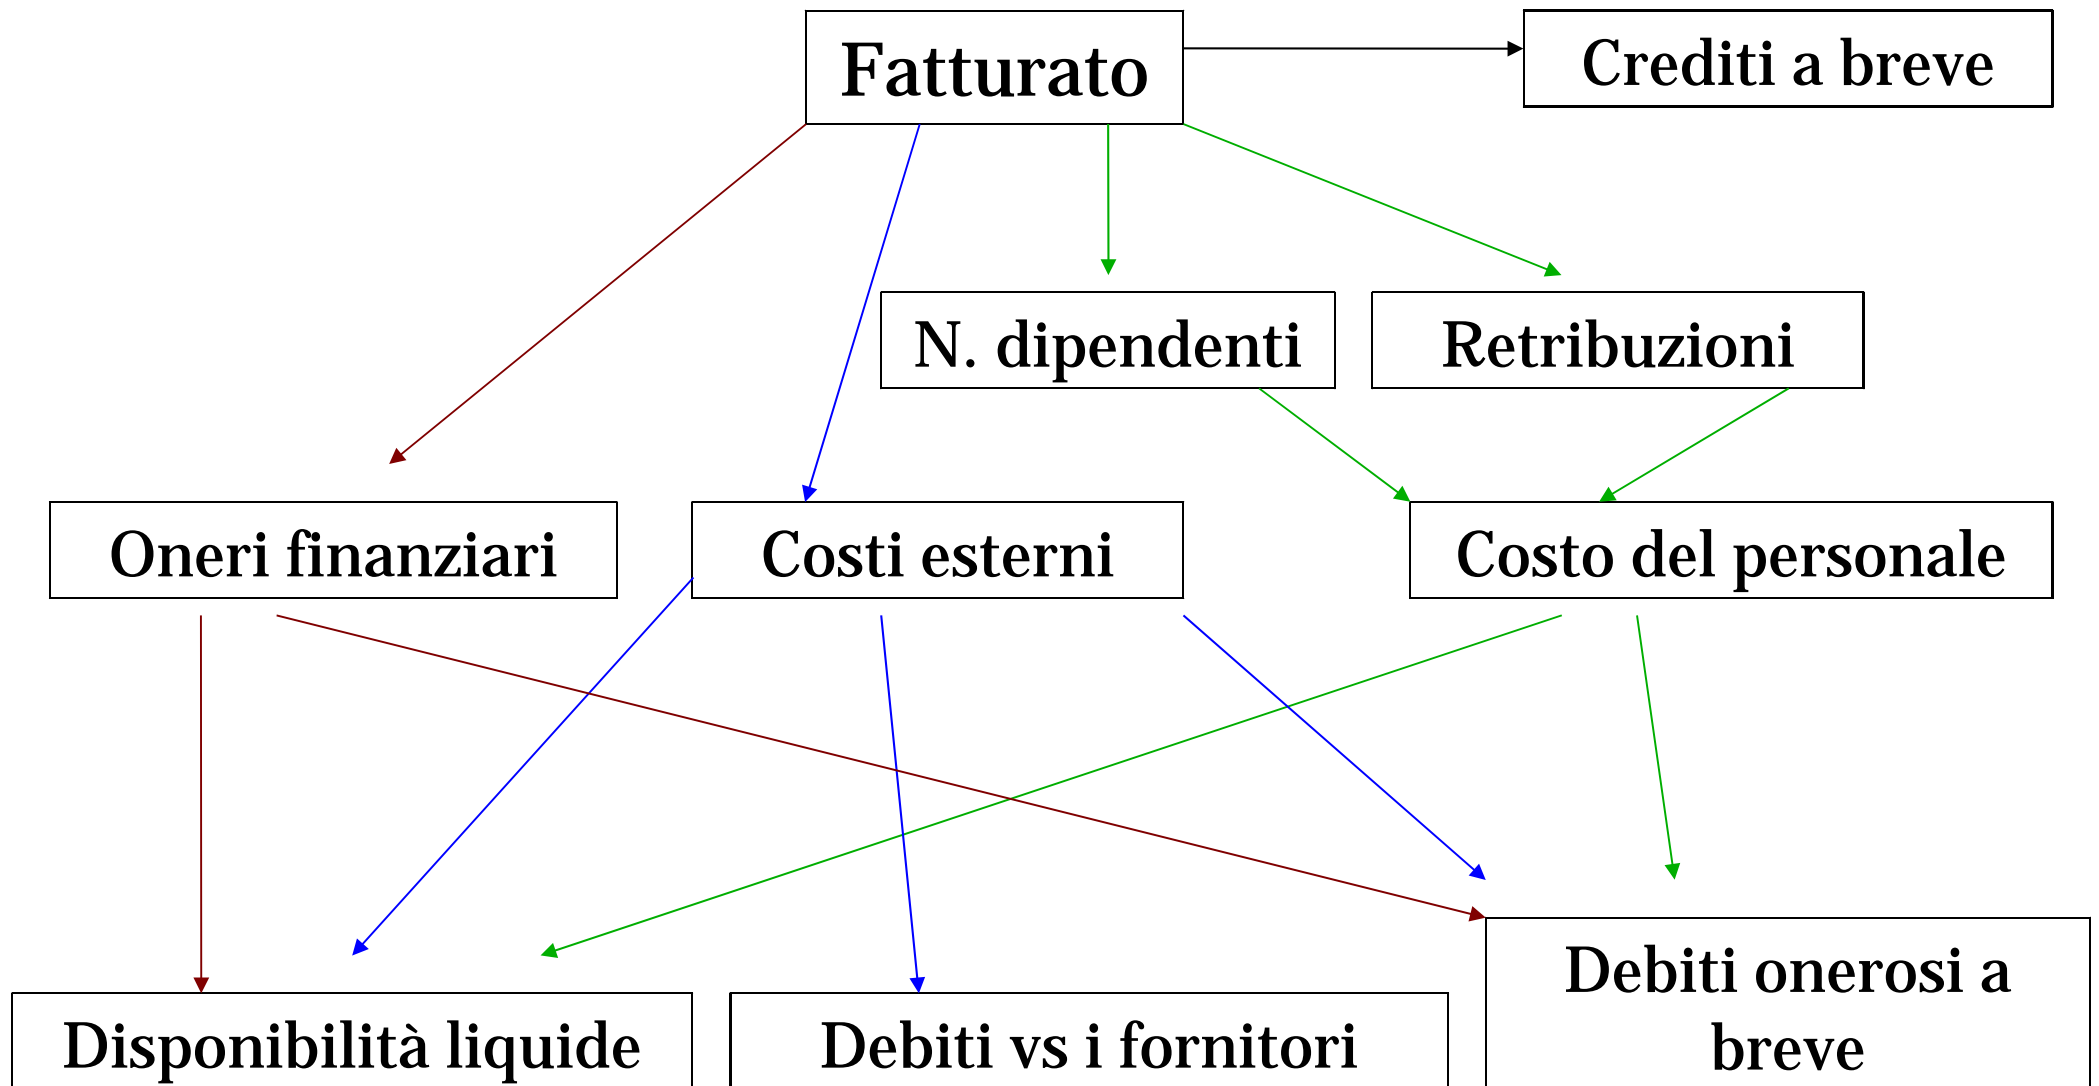 Fatturato
Crediti a breve
N. dipendenti
Retribuzioni
Oneri finanziari
Costi esterni
Costo del personale
Disponibilità liquide
Debiti vs i fornitori
Debiti onerosi a
breve